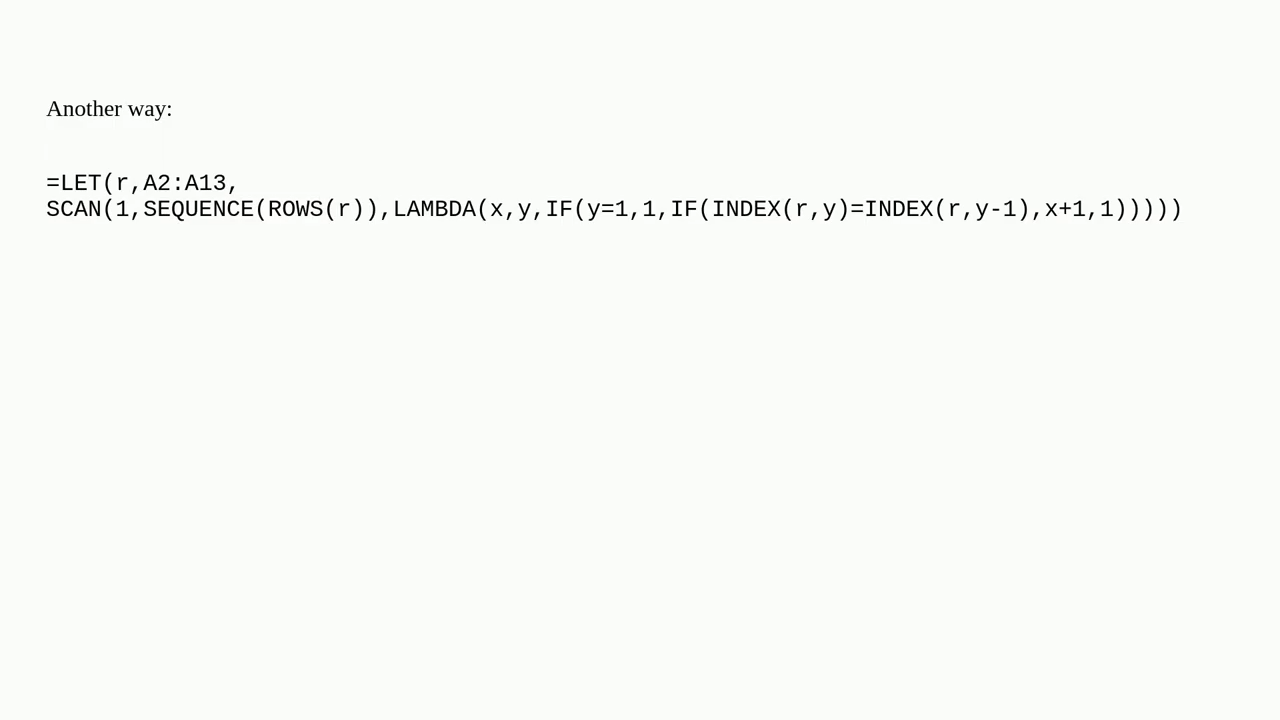 Another way:
=LET(r,A2:A13,
SCAN(1,SEQUENCE(ROWS(r)),LAMBDA(x,y,IF(y=1,1,IF(INDEX(r,y)=INDEX(r,y-1),x+1,1)))))